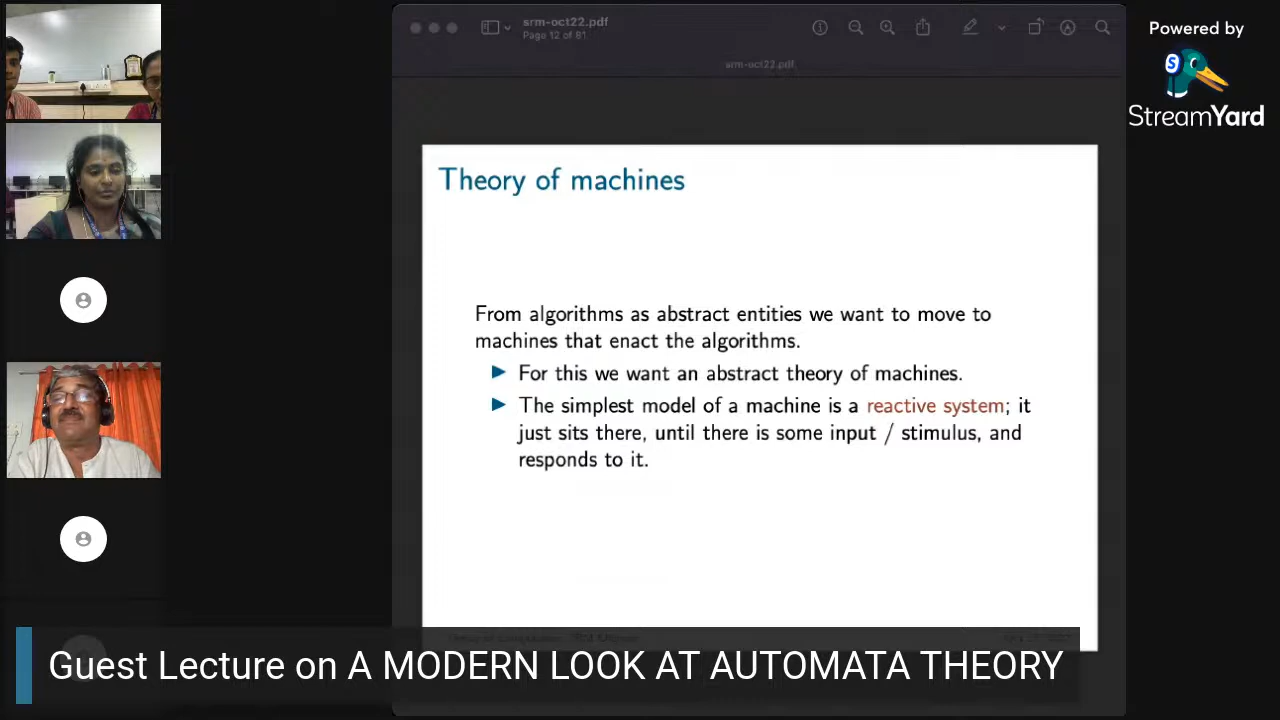 srm-oct22.pdf
Page 12 of 81
srm-oct22.pdf
Powered by
StreamYard
Theory of machines
From algorithms as abstract entities we want to move to
machines that enact the algorithms.
▶ For this we want an abstract theory of machines.
▶ The simplest model of a machine is a reactive system; it
just sits there, until there is some input / stimulus, and
responds to it.
Guest Lecture on A MODERN LOOK AT AUTOMATA THEORY